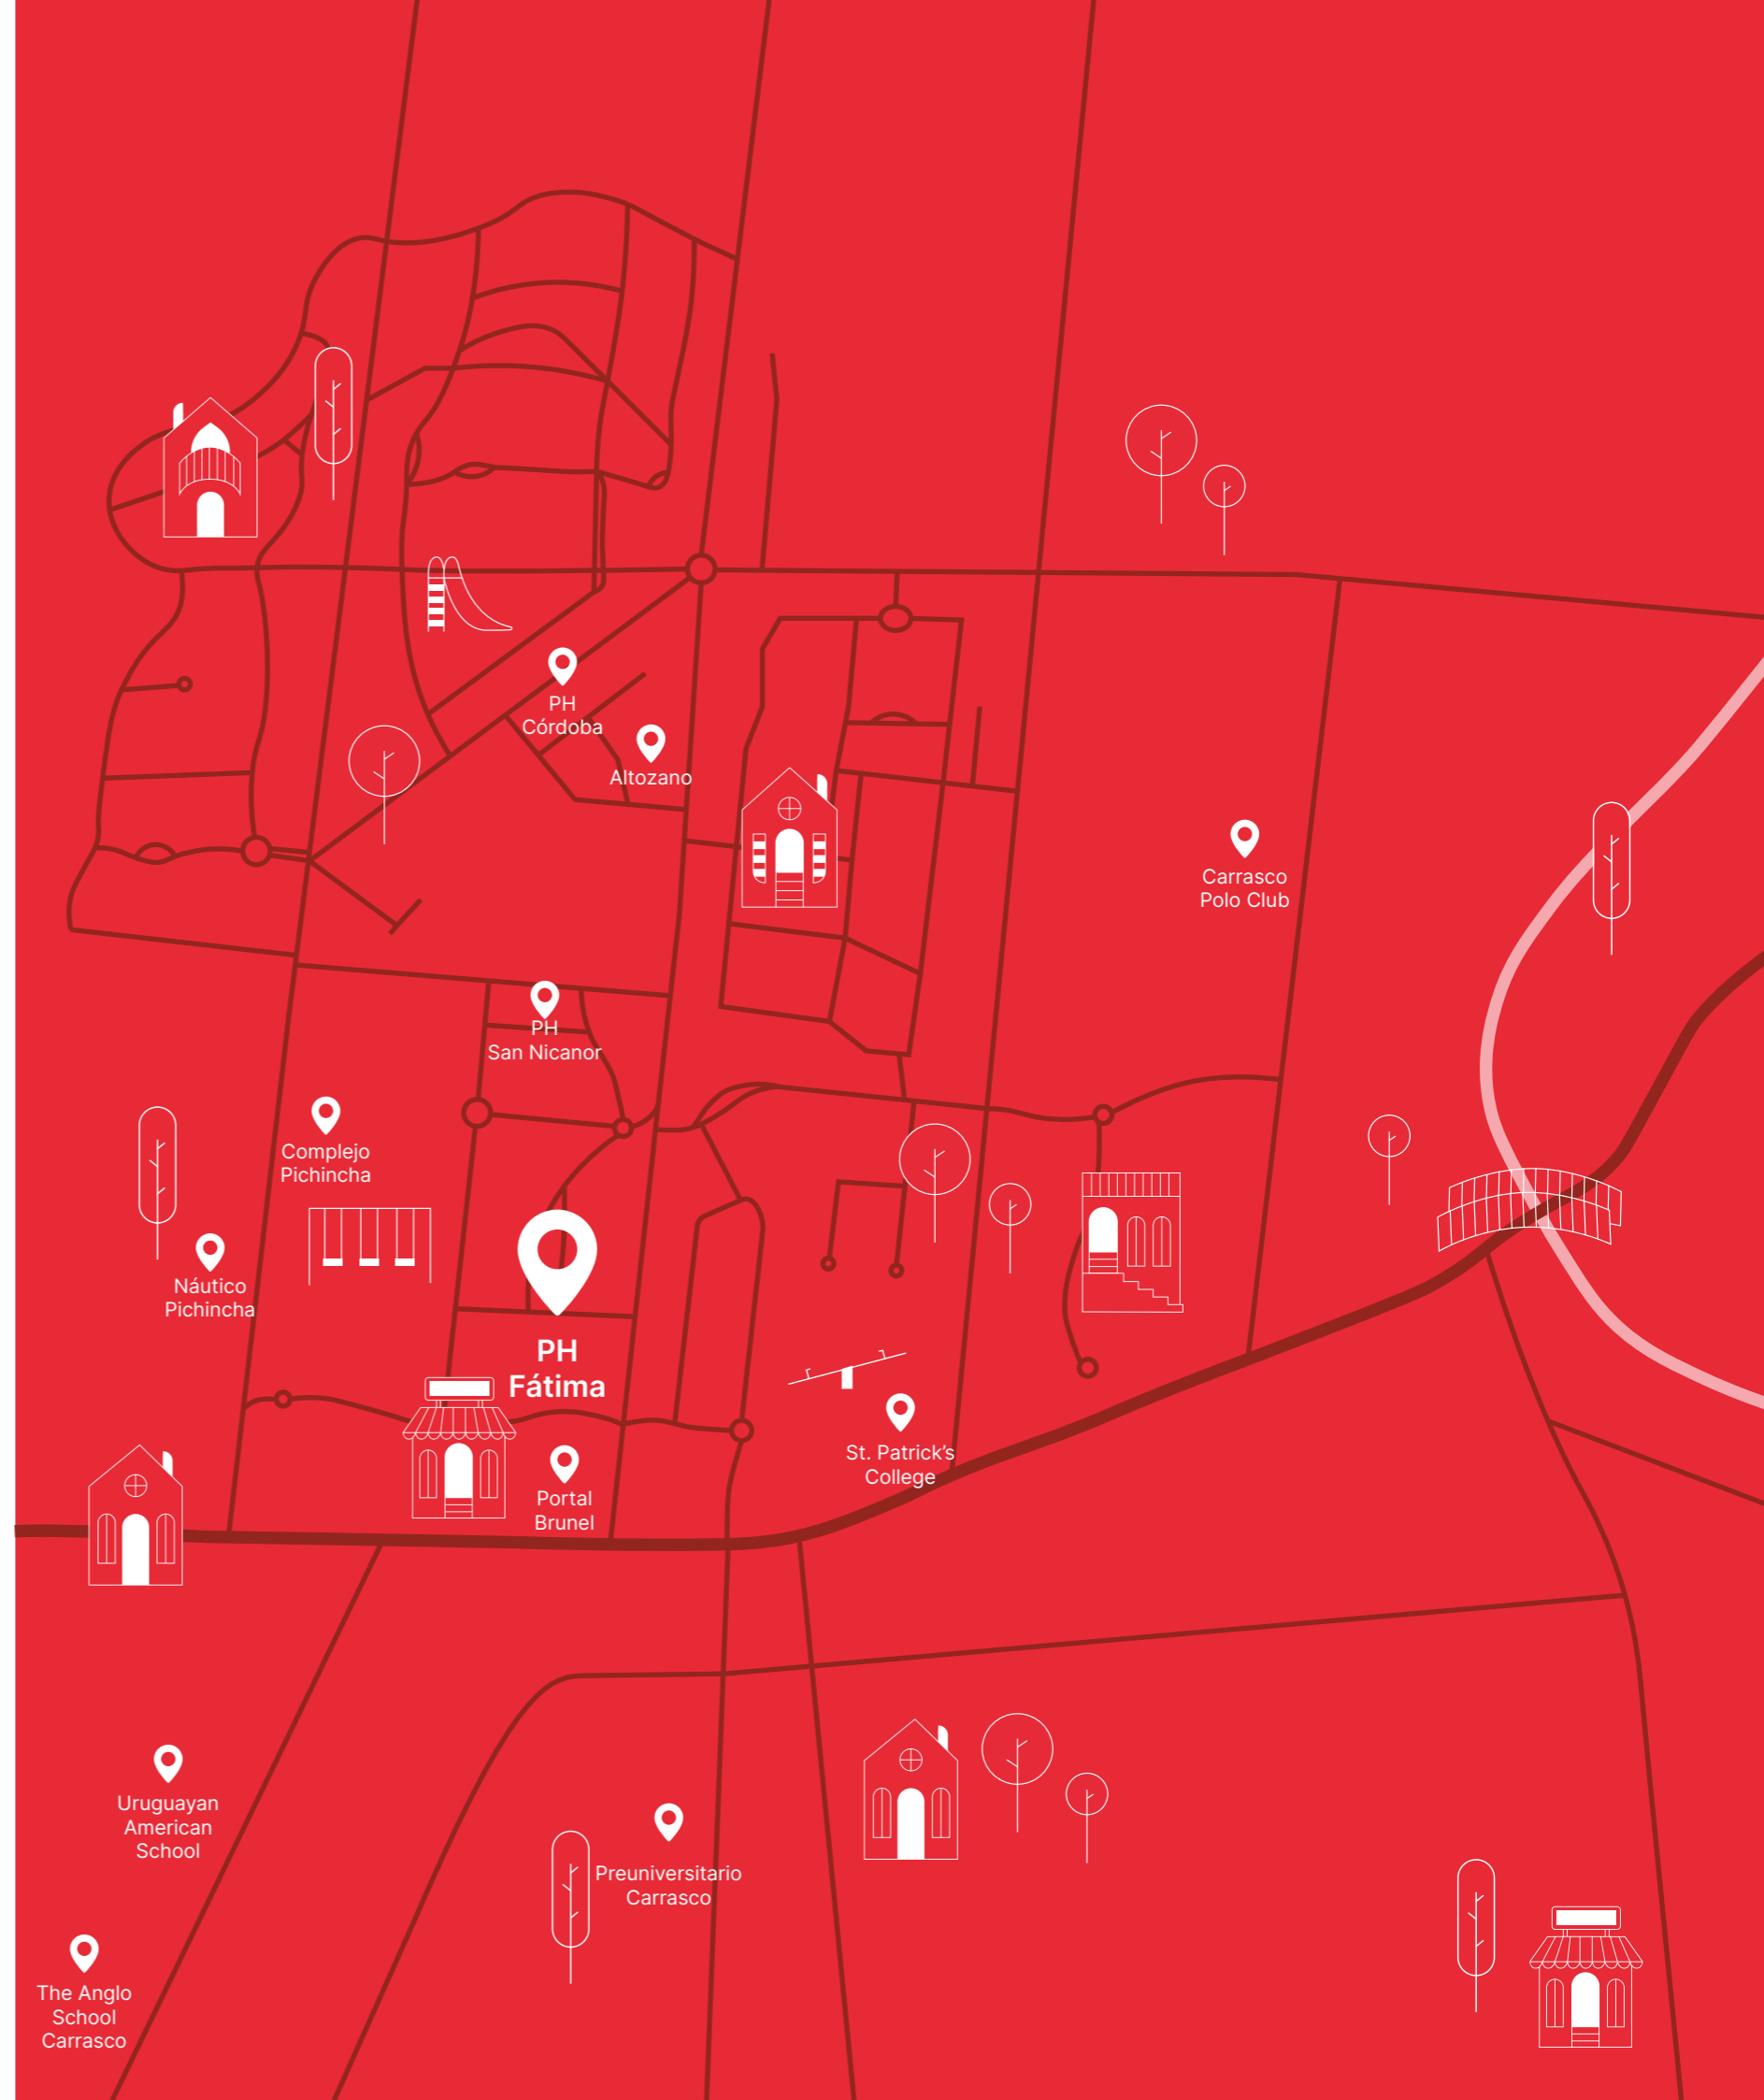 PH
Córdoba
Altozano
Carrasco
Polo Club
PH
San Nicanor
Complejo
Pichincha
Náutico
Pichincha
PH
Fátima
St. Patrick’s
College
Portal
Brunel
Uruguayan
American
School
Preuniversitario
Carrasco
The Anglo
School
Carrasco